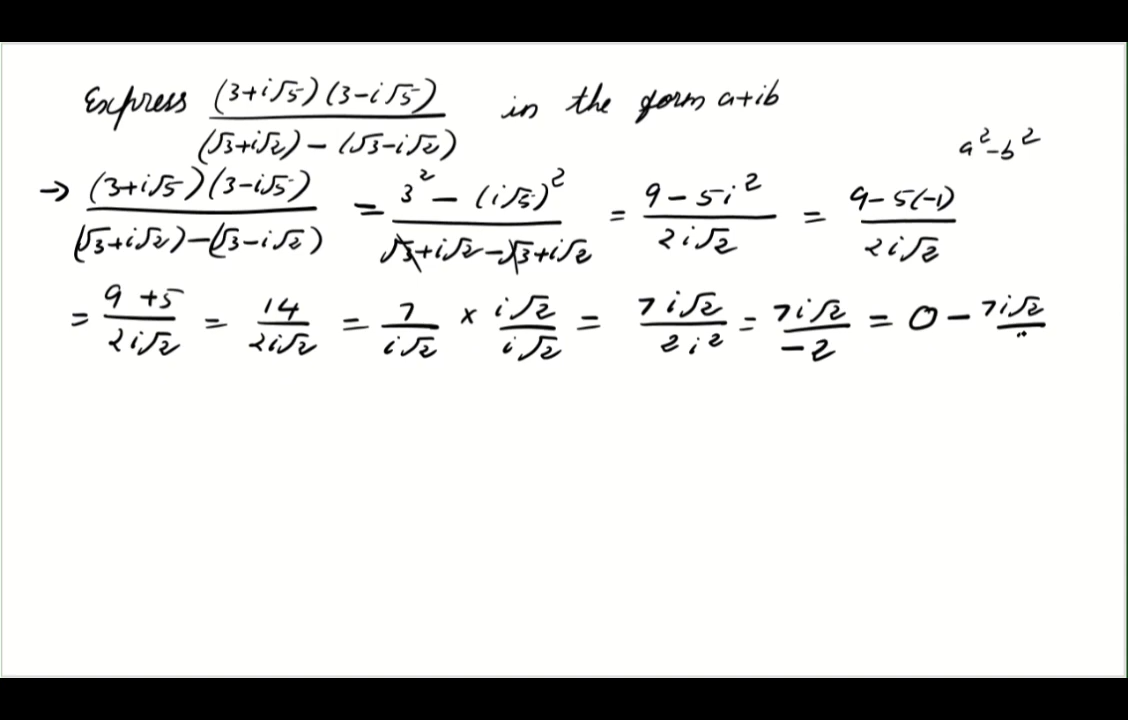 Express (3+i√5)(3-i√5) / (√3+i√2)-(√3-i√2) in the form a+ib
a²-b²
→ (3+i√5)(3-i√5) / (√3+i√2)-(√3-i√2) = 3²-(i√5)² / √3+i√2-√3+i√2 = 9-5i² / 2i√2 = 9-5(-1) / 2i√2
= 9+5 / 2i√2 = 14 / 2i√2 = 7 / i√2 × i√2 / i√2 = 7i√2 / 2i² = 7i√2 / -2 = 0 - 7i√2 /